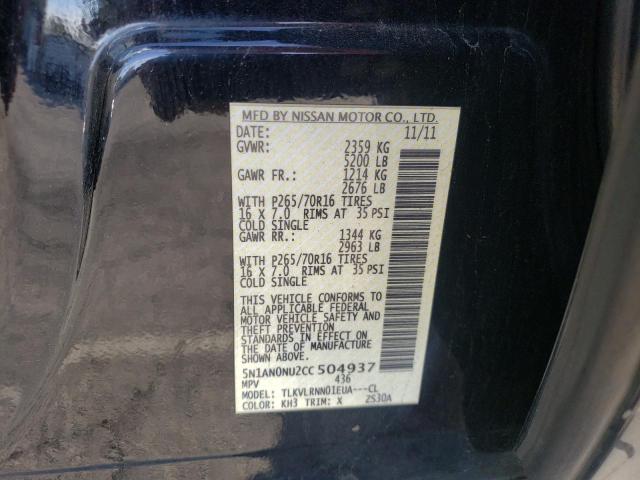 MFD BY NISSAN MOTOR CO., LTD.
DATE: 11/11
GVWR: 2359 KG
5200 LB
GAWR FR.: 1214 KG
2676 LB
WITH P265/70R16 TIRES
16 X 7.0 RIMS AT 35 PSI
COLD SINGLE
GAWR RR.: 1344 KG
2963 LB
WITH P265/70R16 TIRES
16 X 7.0 RIMS AT 35 PSI
COLD SINGLE
THIS VEHICLE CONFORMS TO
ALL APPLICABLE FEDERAL
MOTOR VEHICLE SAFETY AND
THEFT PREVENTION
STANDARDS IN EFFECT ON
THE DATE OF MANUFACTURE
SHOWN ABOVE.
5N1AN0NU2CC504937
MPV 436
MODEL: TLKVLRNN01EUA---CL
COLOR: KH3 TRIM: X 2S30A